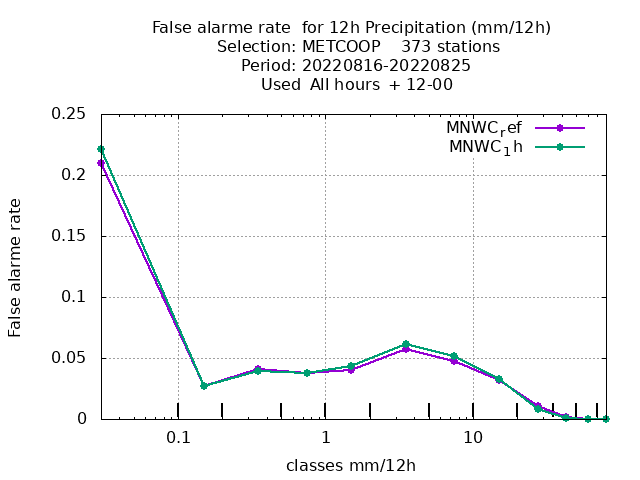 False alarme rate  for 12h Precipitation (mm/12h)
Selection: METCOOP    373 stations
Period: 20220816-20220825
Used  All hours  + 12-00
0.25
0.2
0.15
0.1
0.05
0
False alarme rate
MNWC_ref
MNWC_1h
0.1
1
10
classes mm/12h